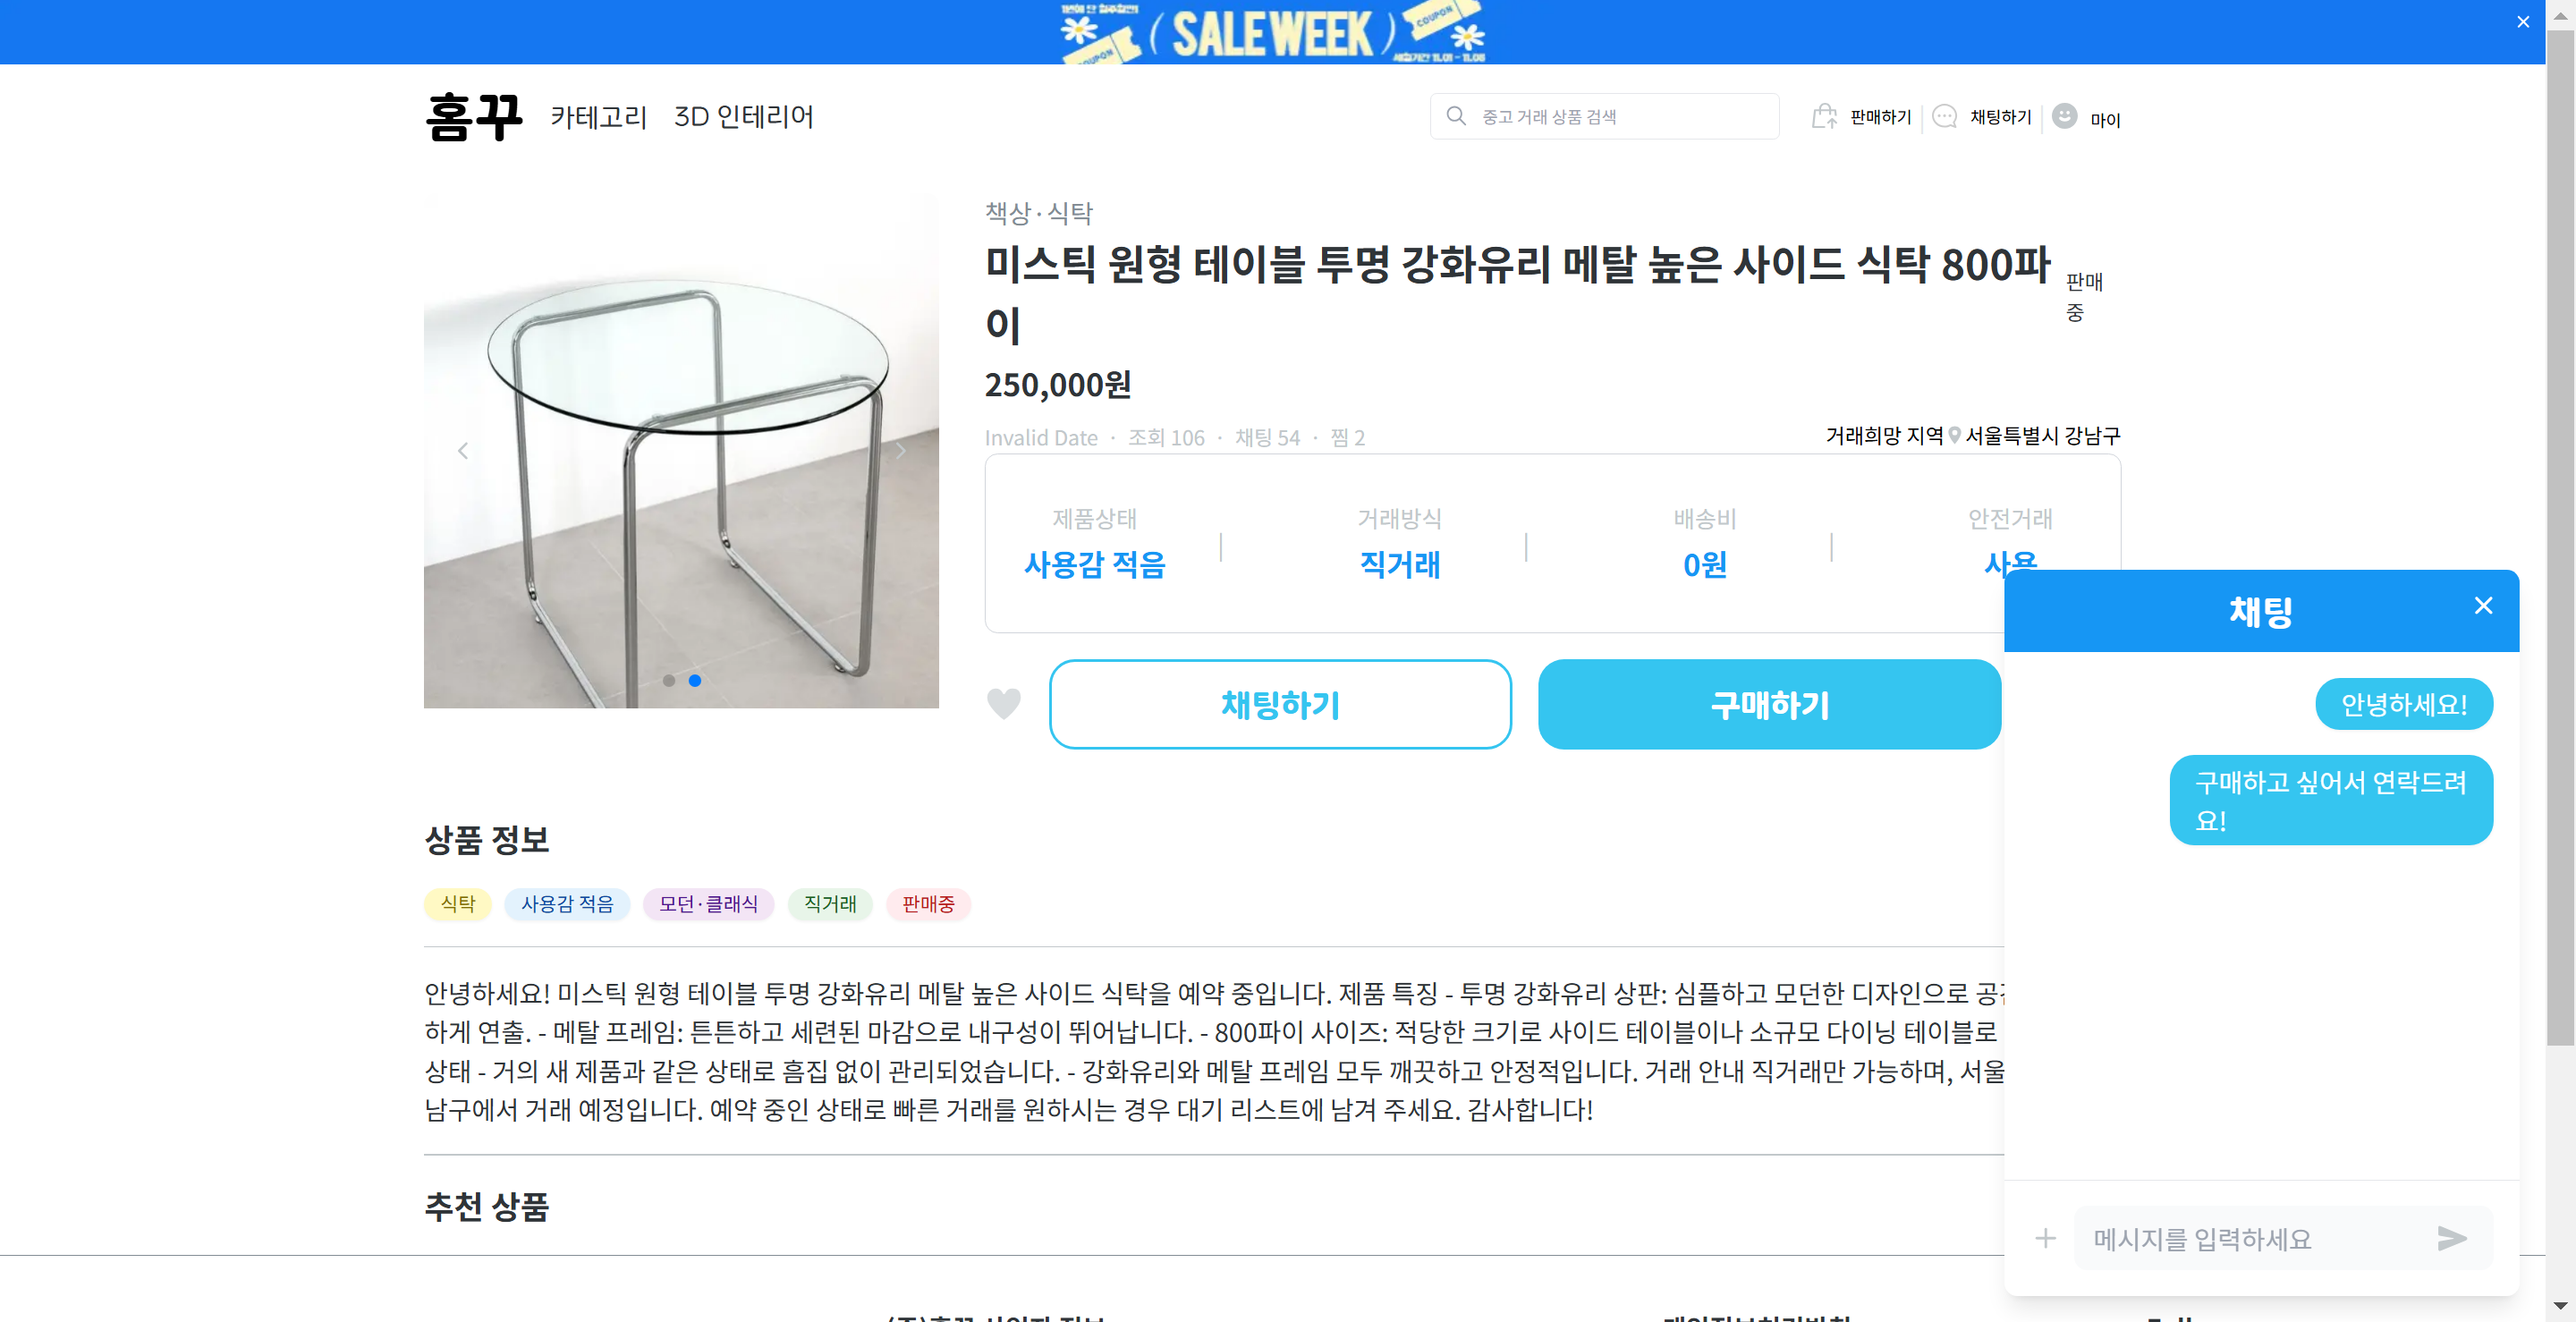 COUPON
( SALE WEEK )
COUPON
홈꾸
카테고리
3D 인테리어
중고 거래 상품 검색
판매하기
채팅하기
마이
책상·식탁
미스틱 원형 테이블 투명 강화유리 메탈 높은 사이드 식탁 800파
이
판매
중
250,000원
Invalid Date · 조회 106 · 채팅 54 · 찜 2
거래희망 지역 서울특별시 강남구
제품상태
사용감 적음
거래방식
직거래
배송비
0원
안전거래
사용
채팅하기
구매하기
상품 정보
식탁
사용감 적음
모던·클래식
직거래
판매중
안녕하세요! 미스틱 원형 테이블 투명 강화유리 메탈 높은 사이드 식탁을 예약 중입니다. 제품 특징 - 투명 강화유리 상판: 심플하고 모던한 디자인으로
하게 연출. - 메탈 프레임: 튼튼하고 세련된 마감으로 내구성이 뛰어납니다. - 800파이 사이즈: 적당한 크기로 사이드 테이블이나 소규모 다이닝 테이블로
상태 - 거의 새 제품과 같은 상태로 흠집 없이 관리되었습니다. - 강화유리와 메탈 프레임 모두 깨끗하고 안정적입니다. 거래 안내 직거래만 가능하며, 서울
남구에서 거래 예정입니다. 예약 중인 상태로 빠른 거래를 원하시는 경우 대기 리스트에 남겨 주세요. 감사합니다!
추천 상품
채팅
안녕하세요!
구매하고 싶어서 연락드려
요!
메시지를 입력하세요